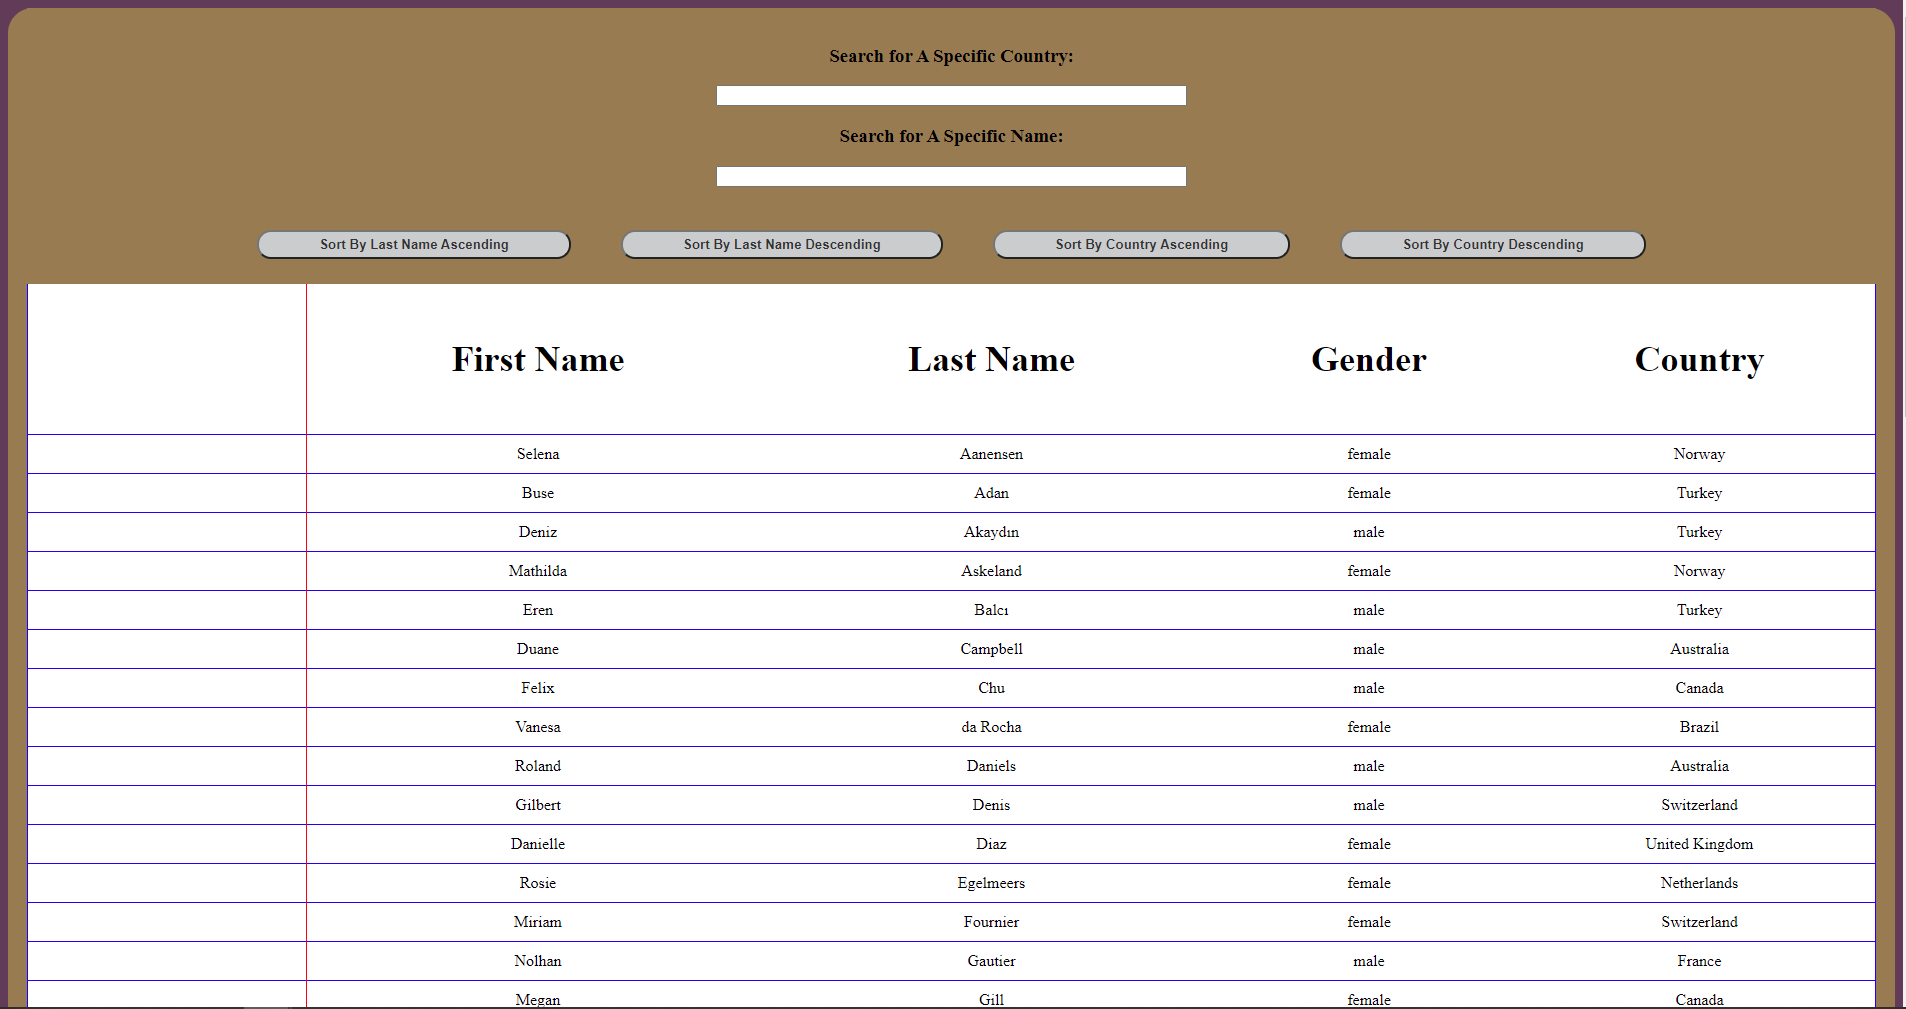 Search for A Specific Country:
Search for A Specific Name:
Sort By Last Name Ascending Sort By Last Name Descending Sort By Country Ascending Sort By Country Descending
First Name Last Name Gender Country
Selena Aanensen female Norway
Buse Adan female Turkey
Deniz Akaydın male Turkey
Mathilda Askeland female Norway
Eren Balcı male Turkey
Duane Campbell male Australia
Felix Chu male Canada
Vanesa da Rocha female Brazil
Roland Daniels male Australia
Gilbert Denis male Switzerland
Danielle Diaz female United Kingdom
Rosie Egelmeers female Netherlands
Miriam Fournier female Switzerland
Nolhan Gautier male France
Megan Gill female Canada